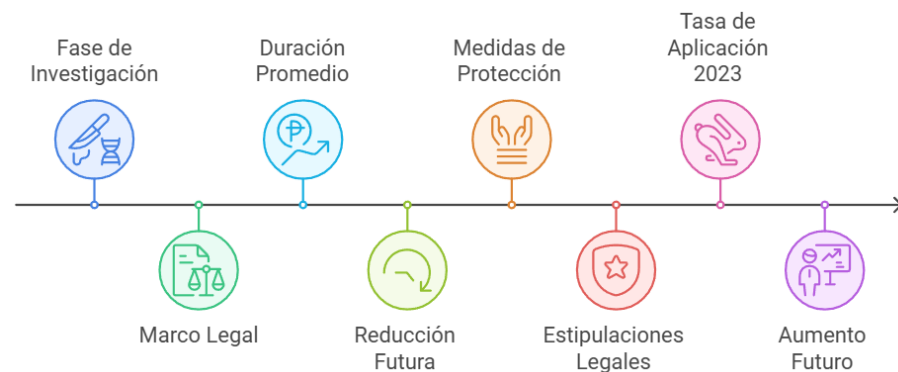 Fase de
Investigación
Duración
Promedio
Medidas de
Protección
Tasa de
Aplicación
2023
Marco Legal
Reducción
Futura
Estipulaciones
Legales
Aumento
Futuro